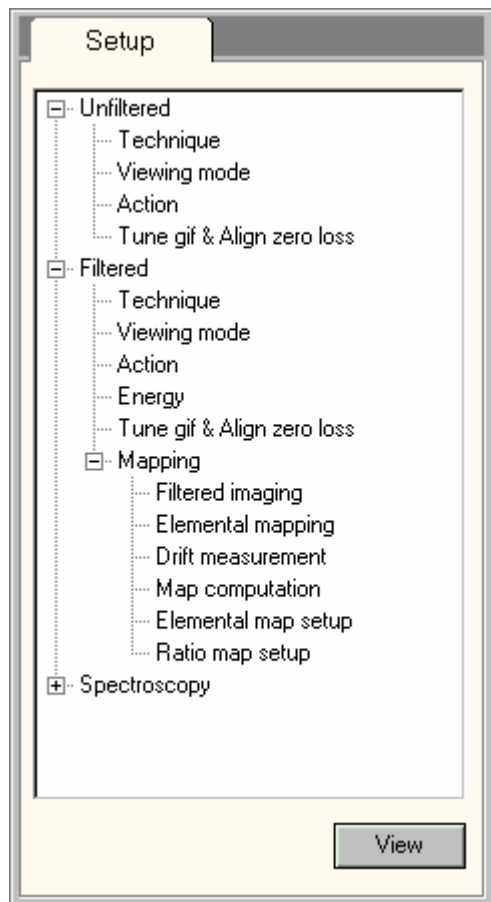 Setup
Unfiltered
Technique
Viewing mode
Action
Tune gif & Align zero loss
Filtered
Technique
Viewing mode
Action
Energy
Tune gif & Align zero loss
Mapping
Filtered imaging
Elemental mapping
Drift measurement
Map computation
Elemental map setup
Ratio map setup
Spectroscopy
View